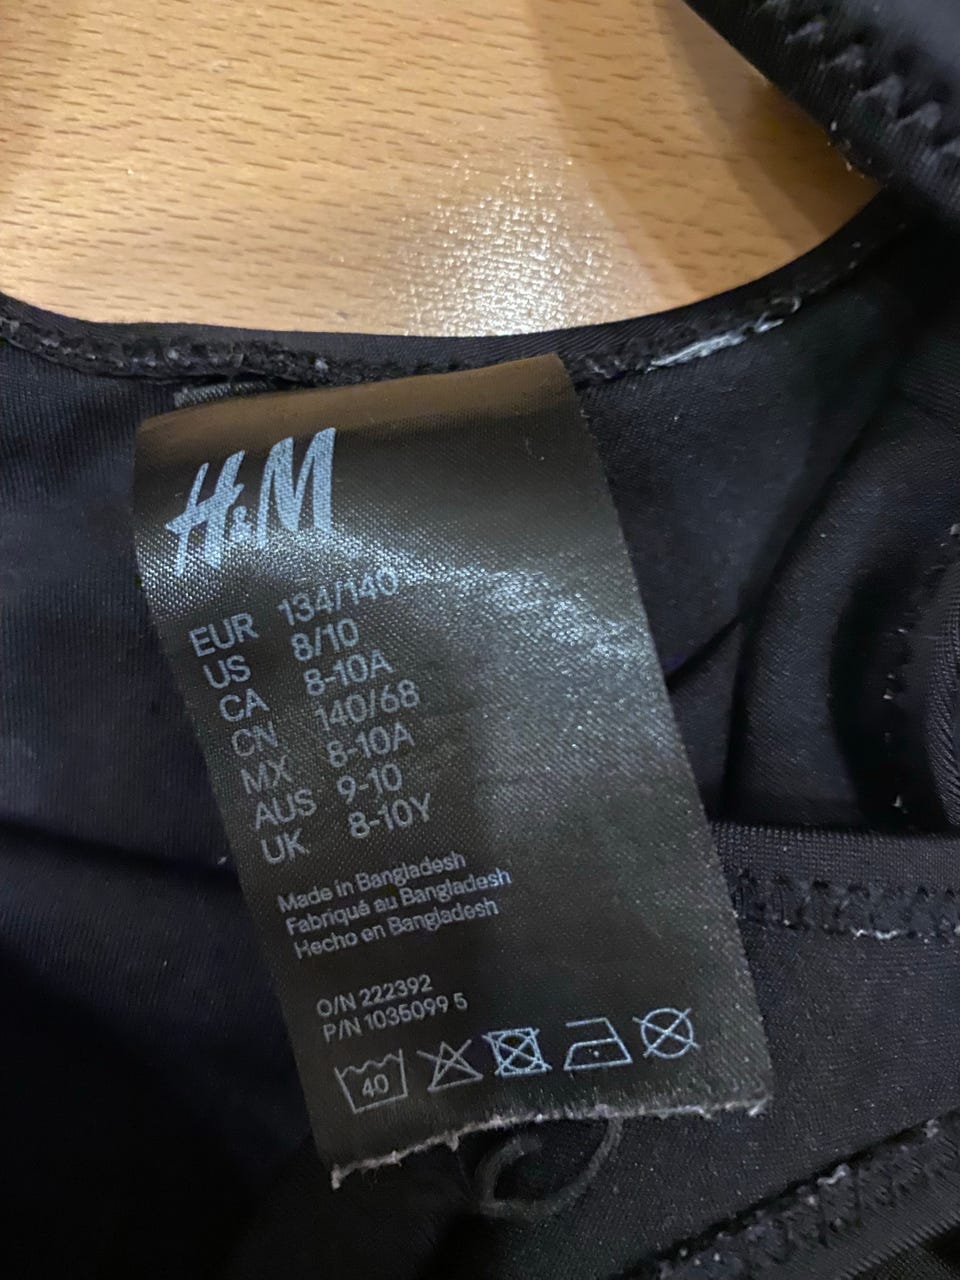 H&M
EUR 134/140
US 8/10
CA 8-10A
CN 140/68
MX 8-10A
AUS 9-10
UK 8-10Y
Made in Bangladesh
Fabriqué au Bangladesh
Hecho en Bangladesh
O/N 222392
P/N 1035099 5
40